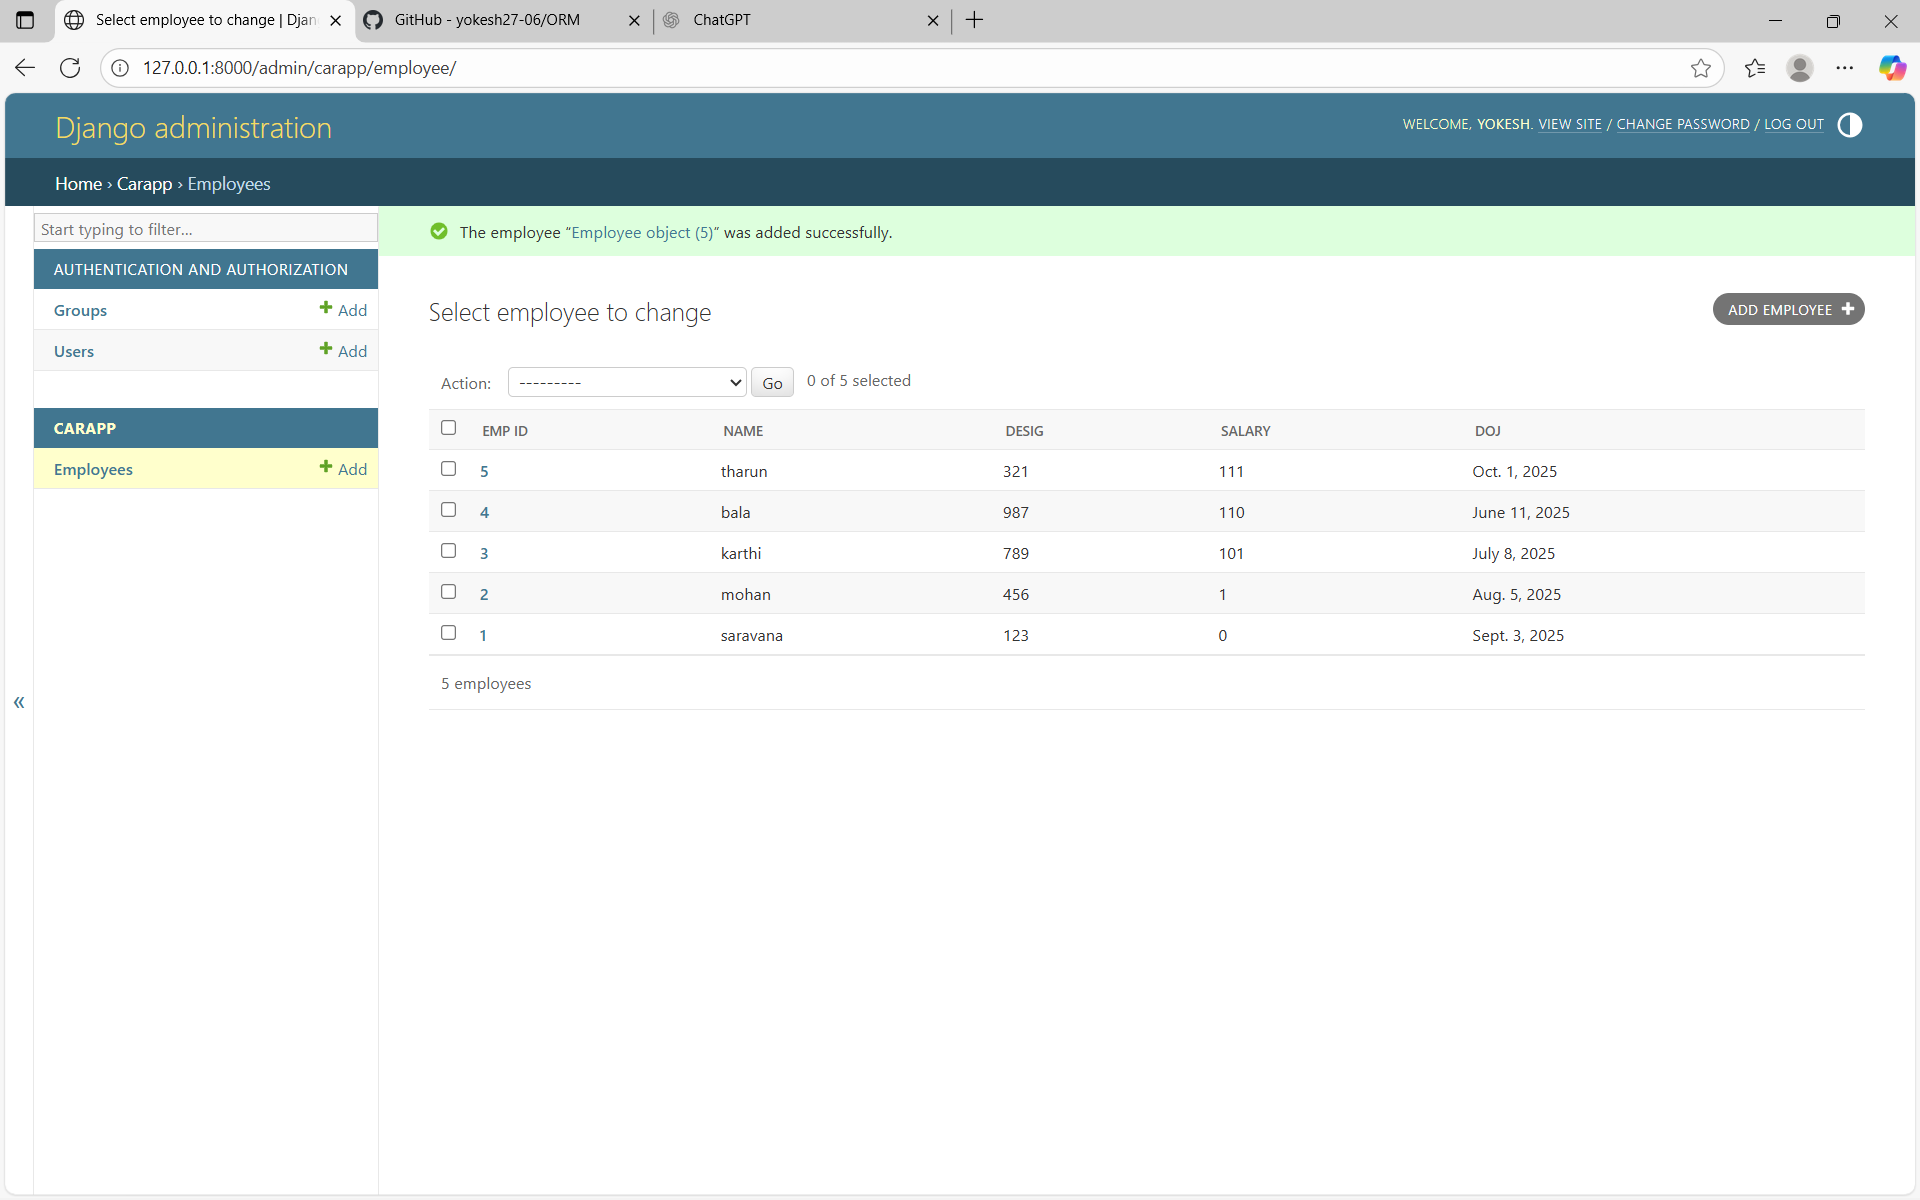 Select employee to change | Djan
GitHub - yokesh27-06/ORM
ChatGPT
127.0.0.1:8000/admin/carapp/employee/
Django administration
WELCOME, YOKESH. VIEW SITE / CHANGE PASSWORD / LOG OUT
Home › Carapp › Employees
Start typing to filter...
AUTHENTICATION AND AUTHORIZATION
Groups Add
Users Add
CARAPP
Employees Add
«
The employee “Employee object (5)” was added successfully.
Select employee to change
ADD EMPLOYEE
Action: --------- Go 0 of 5 selected
EMP ID NAME DESIG SALARY DOJ
5 tharun 321 111 Oct. 1, 2025
4 bala 987 110 June 11, 2025
3 karthi 789 101 July 8, 2025
2 mohan 456 1 Aug. 5, 2025
1 saravana 123 0 Sept. 3, 2025
5 employees